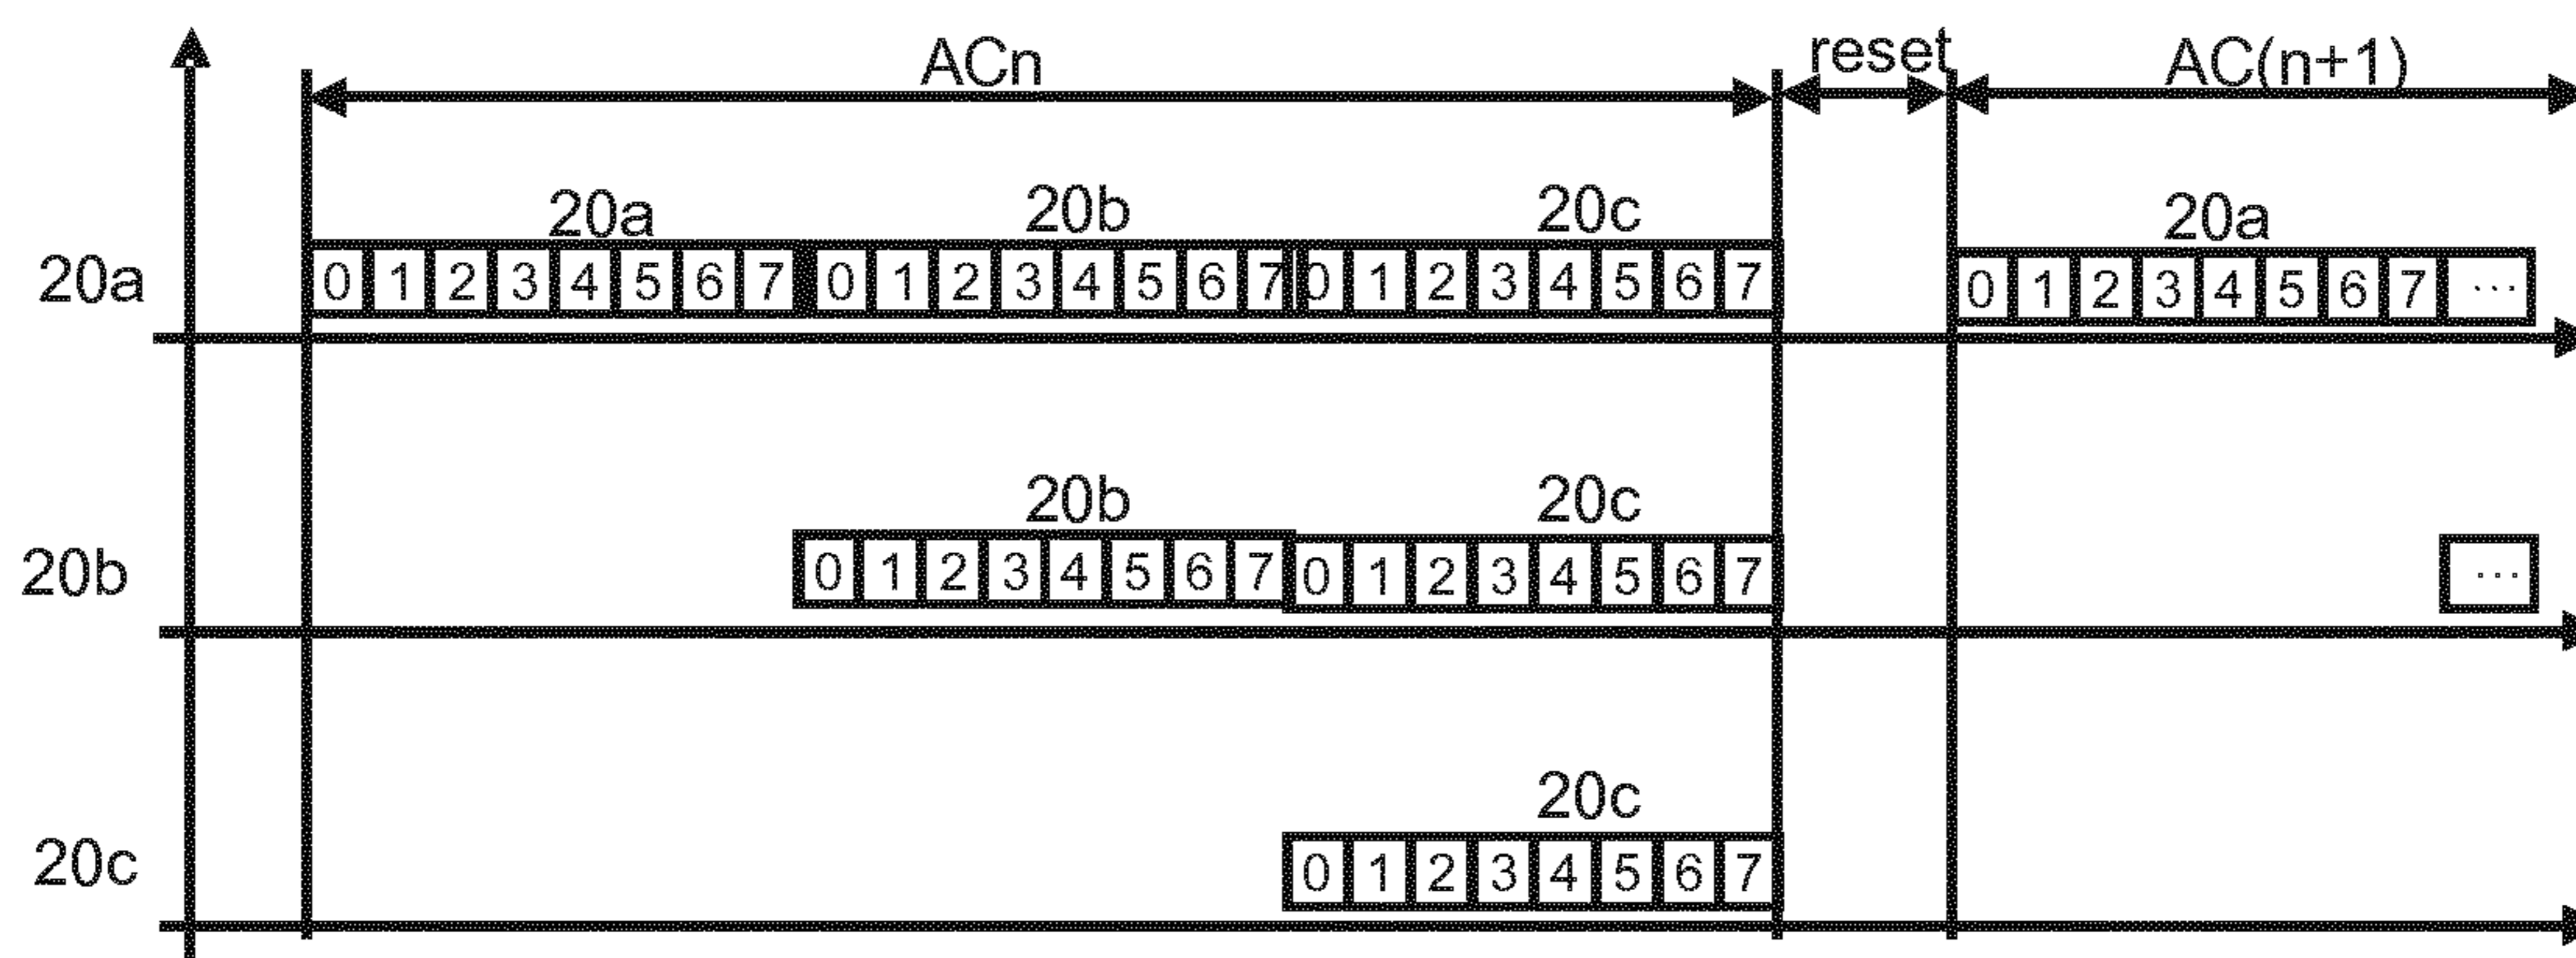 ACn reset AC(n+1)
20a 20b 20c 20a
20a 0 1 2 3 4 5 6 7 0 1 2 3 4 5 6 7 0 1 2 3 4 5 6 7 0 1 2 3 4 5 6 7 ...
20b 20c
20b 0 1 2 3 4 5 6 7 0 1 2 3 4 5 6 7 ...
20c
20c 0 1 2 3 4 5 6 7